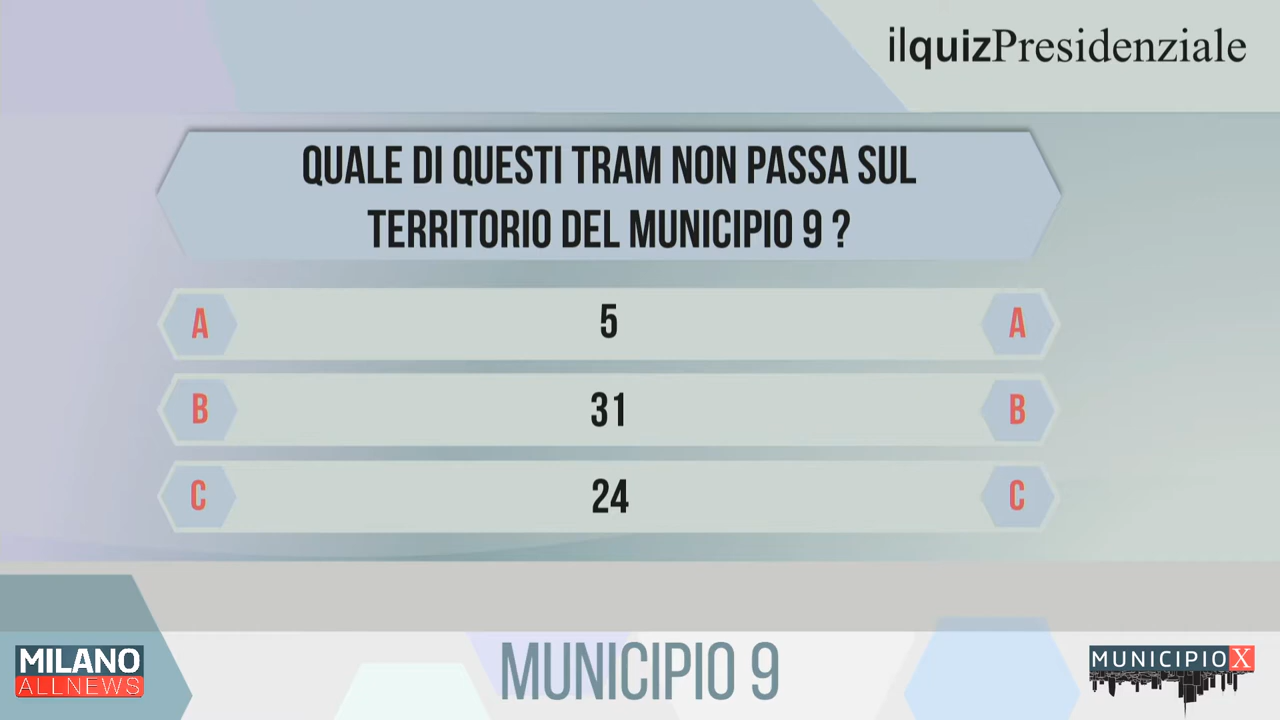 ilquizPresidenziale
QUALE DI QUESTI TRAM NON PASSA SUL
TERRITORIO DEL MUNICIPIO 9 ?
A 5 A
B 31 B
C 24 C
MILANO
ALLNEWS
MUNICIPIO 9
MUNICIPIO X